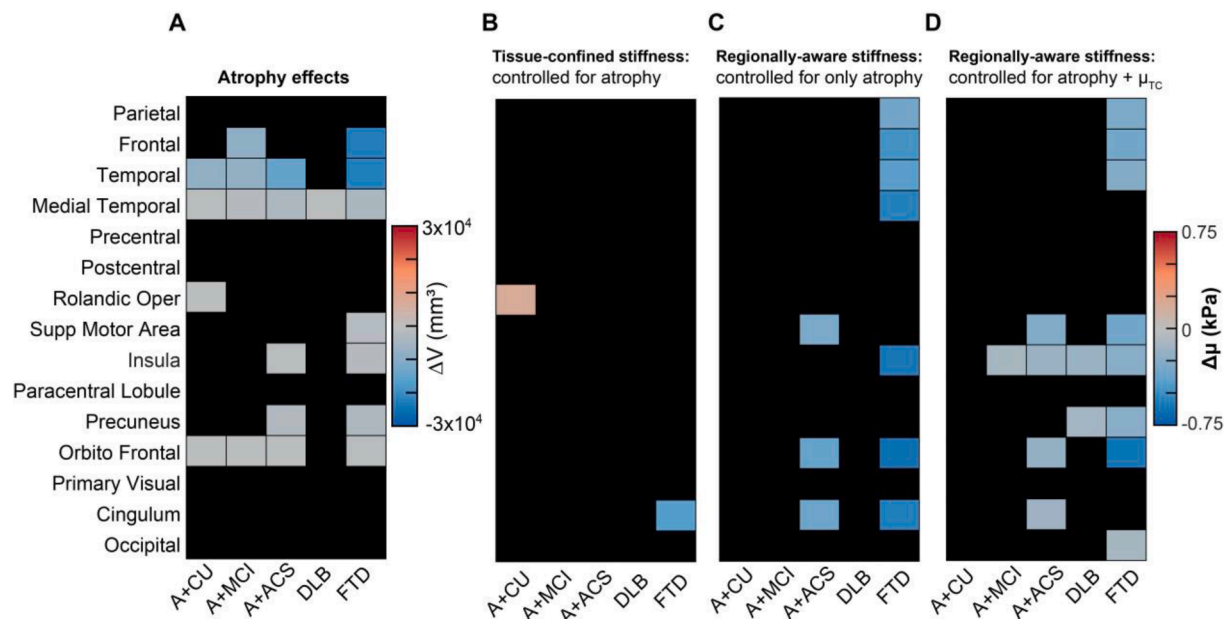 A
B
C
D
Atrophy effects
Tissue-confined stiffness:
controlled for atrophy
Regionally-aware stiffness:
controlled for only atrophy
Regionally-aware stiffness:
controlled for atrophy + μTC
Parietal
Frontal
Temporal
Medial Temporal
Precentral
Postcentral
Rolandic Oper
Supp Motor Area
Insula
Paracentral Lobule
Precuneus
Orbito Frontal
Primary Visual
Cingulum
Occipital
3x10⁴
ΔV (mm³)
-3x10⁴
0.75
0
-0.75
Δμ (kPa)
A+CU
A+MCI
A+ACS
DLB
FTD
A+CU
A+MCI
A+ACS
DLB
FTD
A+CU
A+MCI
A+ACS
DLB
FTD
A+CU
A+MCI
A+ACS
DLB
FTD